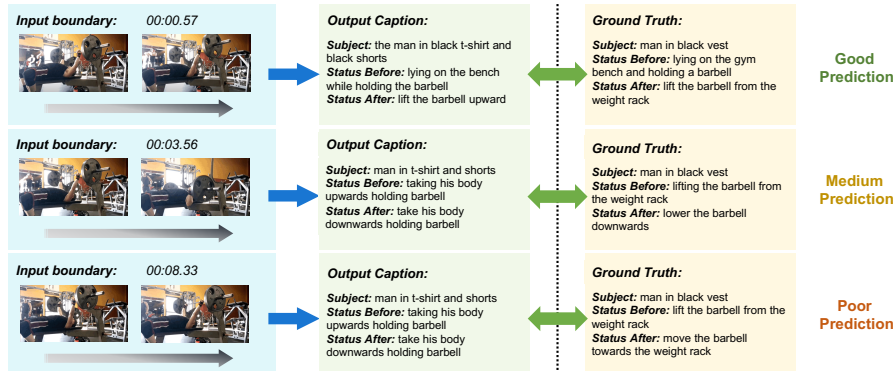 Input boundary: 00:00.57
Output Caption:
Subject: the man in black t-shirt and
black shorts
Status Before: lying on the bench
while holding the barbell
Status After: lift the barbell upward
Ground Truth:
Subject: man in black vest
Status Before: lying on the gym
bench and holding a barbell
Status After: lift the barbell from the
weight rack
Good
Prediction
Input boundary: 00:03.56
Output Caption:
Subject: man in t-shirt and shorts
Status Before: taking his body
upwards holding barbell
Status After: take his body
downwards holding barbell
Ground Truth:
Subject: man in black vest
Status Before: lifting the barbell from
the weight rack
Status After: lower the barbell
downwards
Medium
Prediction
Input boundary: 00:08.33
Output Caption:
Subject: man in t-shirt and shorts
Status Before: taking his body
upwards holding barbell
Status After: take his body
downwards holding barbell
Ground Truth:
Subject: man in black vest
Status Before: lift the barbell from the
weight rack
Status After: move the barbell
towards the weight rack
Poor
Prediction